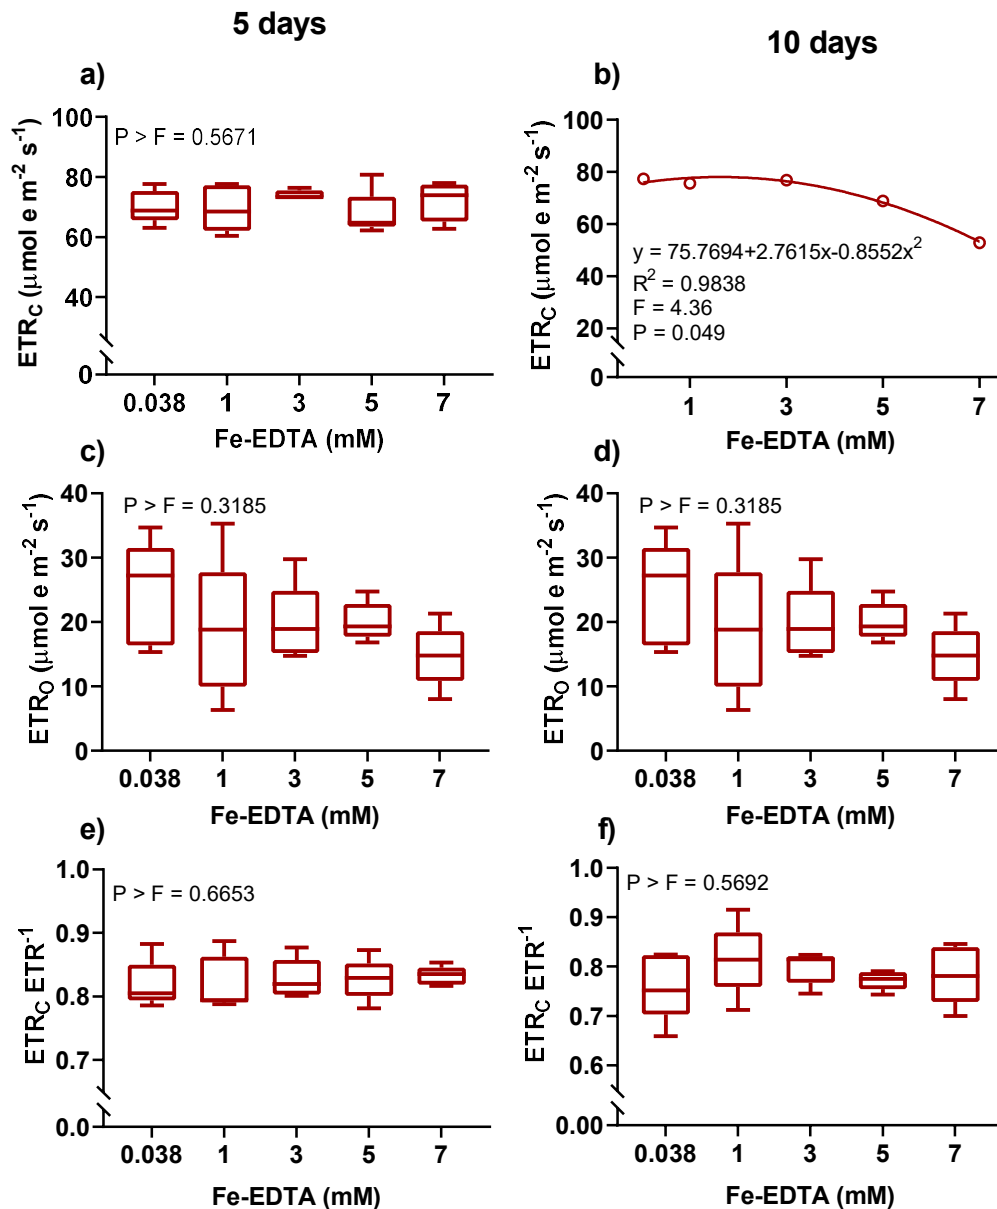 5 days
10 days
a)
100
80
60
40
0
ETR_C (μmol e m⁻² s⁻¹)
P > F = 0.5671
0.038 1 3 5 7
Fe-EDTA (mM)
b)
100
80
60
40
20
0
ETR_C (μmol e m⁻² s⁻¹)
y = 75.7694+2.7615x-0.8552x²
R² = 0.9838
F = 4.36
P = 0.049
1 3 5 7
Fe-EDTA (mM)
c)
40
30
20
10
0
ETR_O (μmol e m⁻² s⁻¹)
P > F = 0.3185
0.038 1 3 5 7
Fe-EDTA (mM)
d)
40
30
20
10
0
ETR_O (μmol e m⁻² s⁻¹)
P > F = 0.3185
0.038 1 3 5 7
Fe-EDTA (mM)
e)
1.0
0.9
0.8
0.7
0.0
ETR_C ETR⁻¹
P > F = 0.6653
0.038 1 3 5 7
Fe-EDTA (mM)
f)
1.0
0.9
0.8
0.7
0.6
0.00
ETR_C ETR⁻¹
P > F = 0.5692
0.038 1 3 5 7
Fe-EDTA (mM)